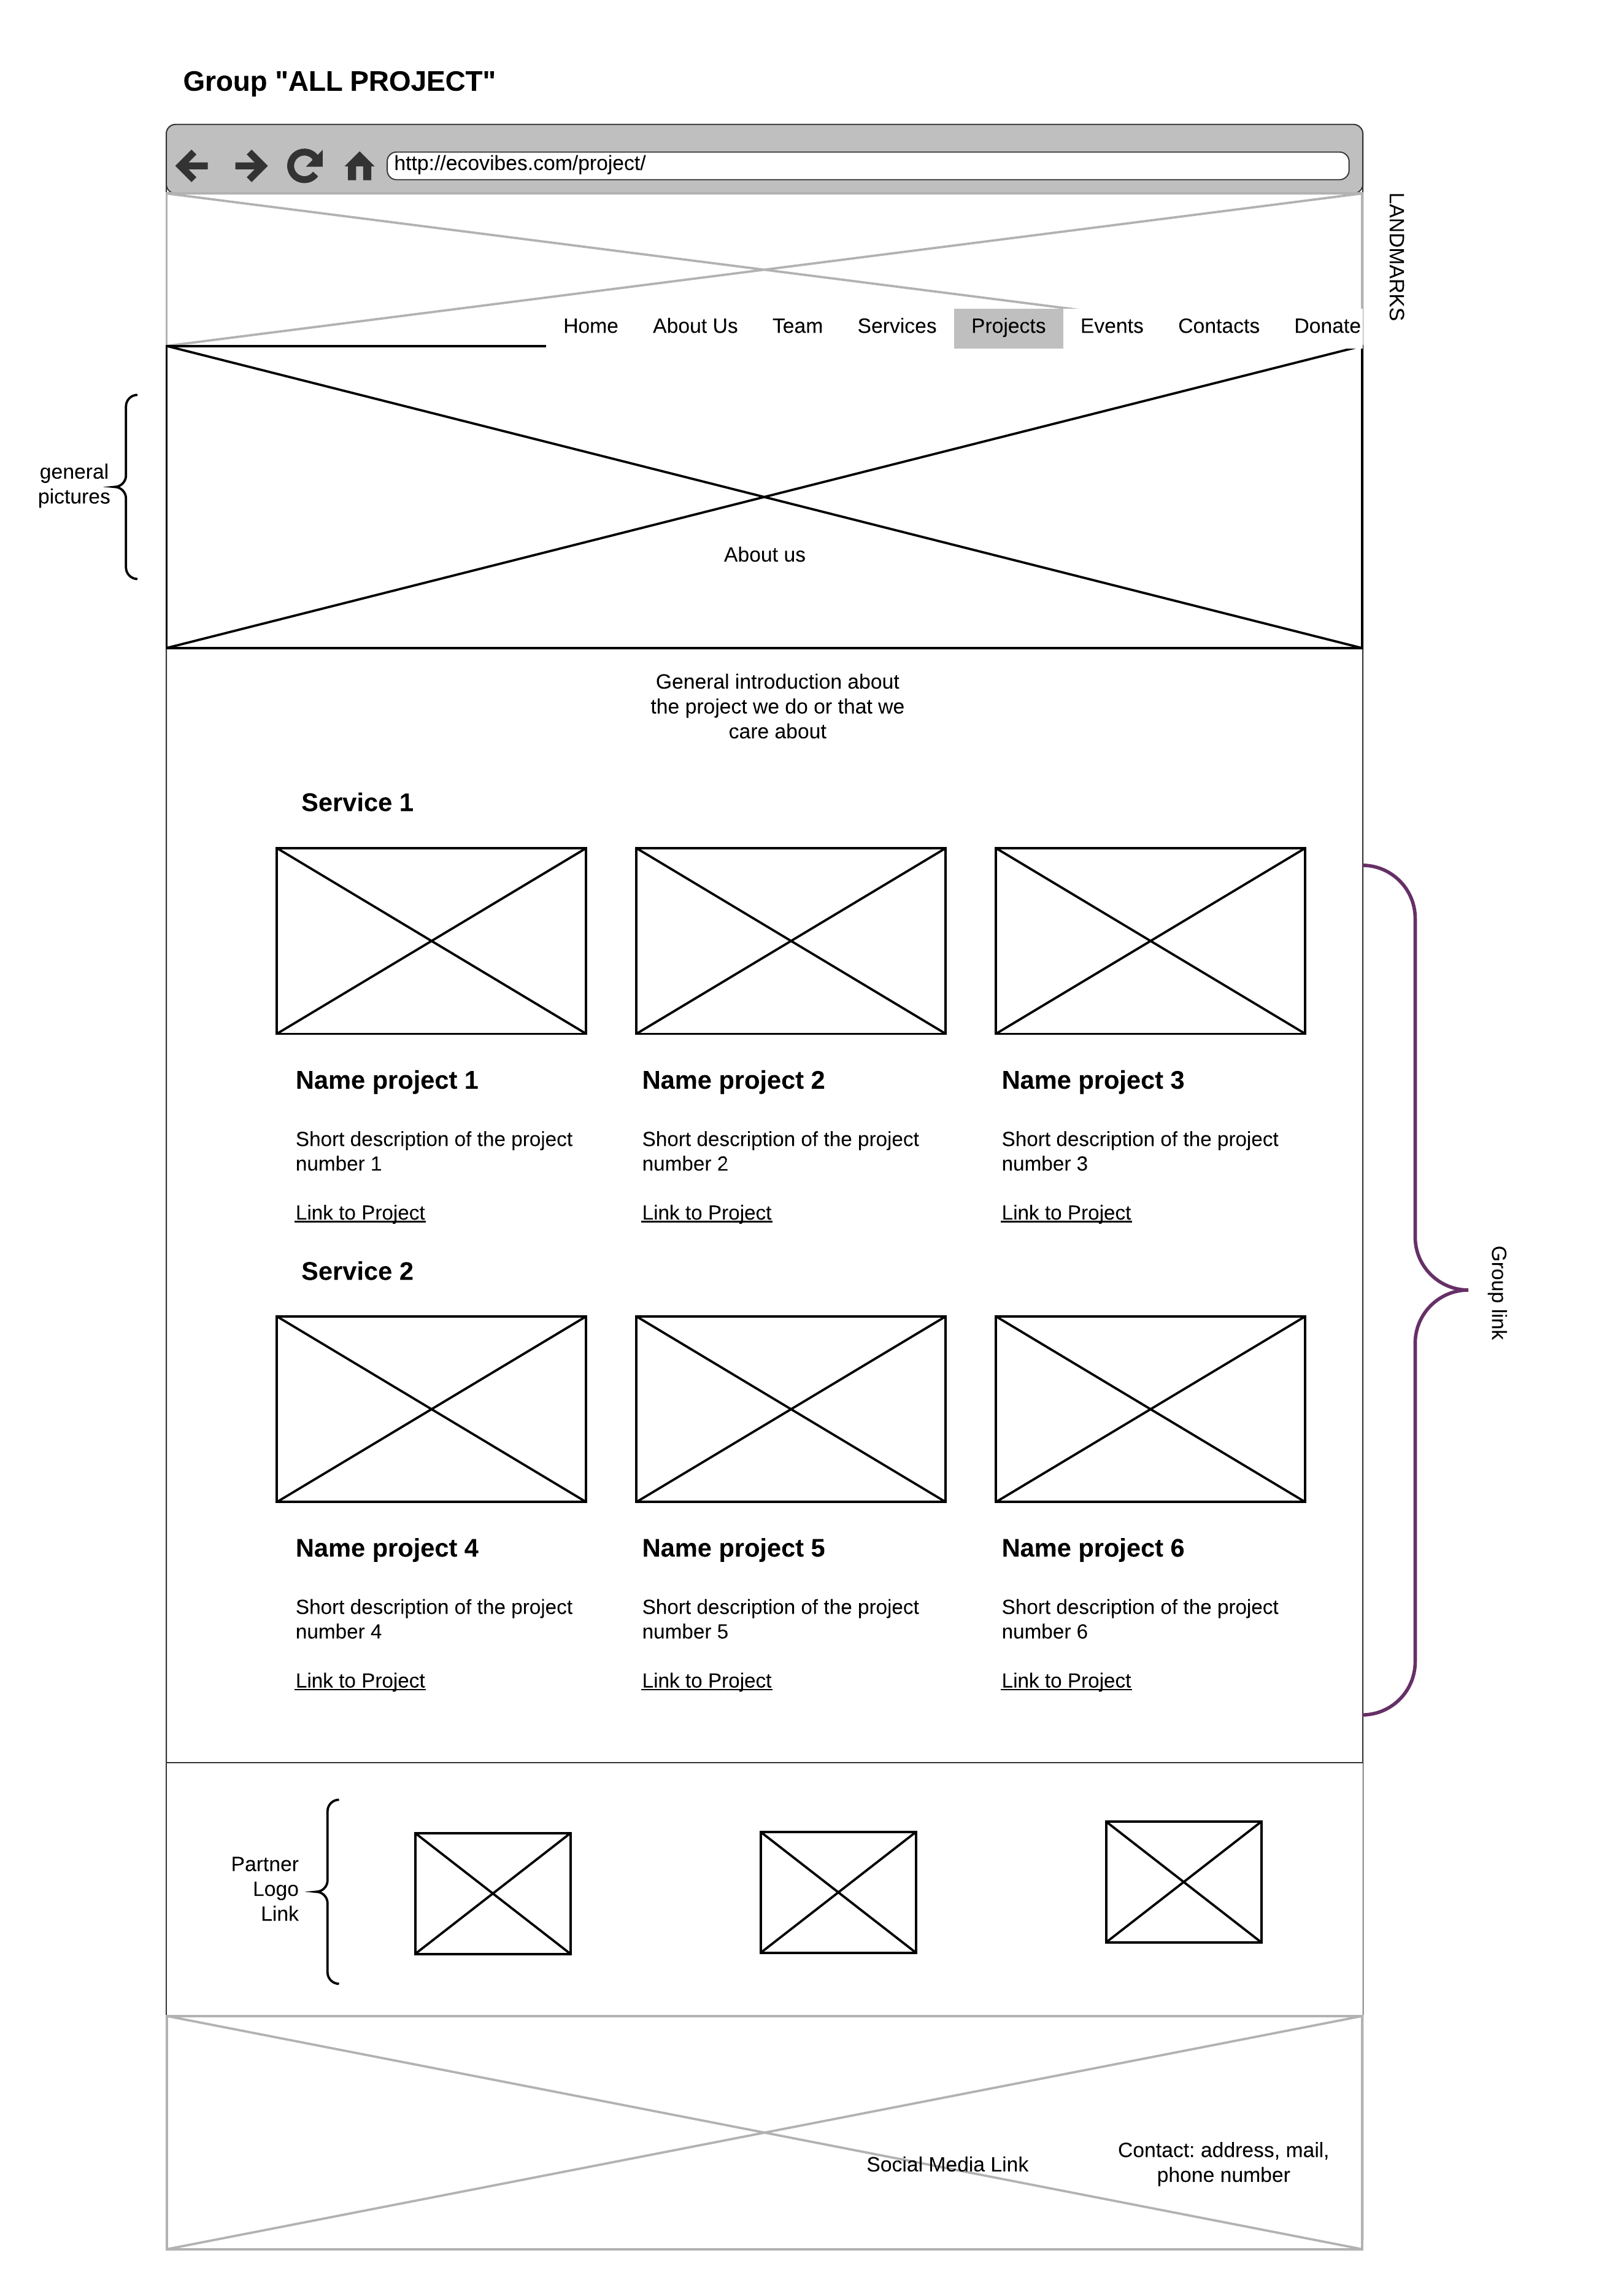 Group "ALL PROJECT"
http://ecovibes.com/project/
LANDMARKS
Home About Us Team Services Projects Events Contacts Donate
general
pictures
About us
General introduction about
the project we do or that we
care about
Service 1
Name project 1
Short description of the project
number 1
Link to Project
Name project 2
Short description of the project
number 2
Link to Project
Name project 3
Short description of the project
number 3
Link to Project
Service 2
Name project 4
Short description of the project
number 4
Link to Project
Name project 5
Short description of the project
number 5
Link to Project
Name project 6
Short description of the project
number 6
Link to Project
Group link
Partner
Logo
Link
Social Media Link
Contact: address, mail,
phone number